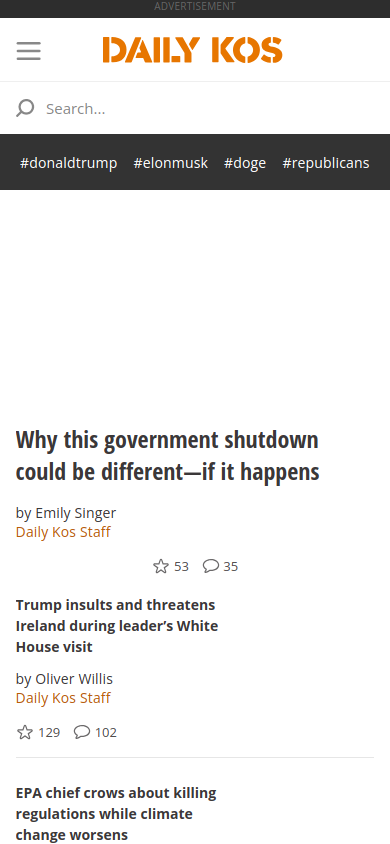 ADVERTISEMENT
DAILY KOS
Search...
#donaldtrump #elonmusk #doge #republicans
Why this government shutdown
could be different—if it happens
by Emily Singer
Daily Kos Staff
53 35
Trump insults and threatens
Ireland during leader’s White
House visit
by Oliver Willis
Daily Kos Staff
129 102
EPA chief crows about killing
regulations while climate
change worsens